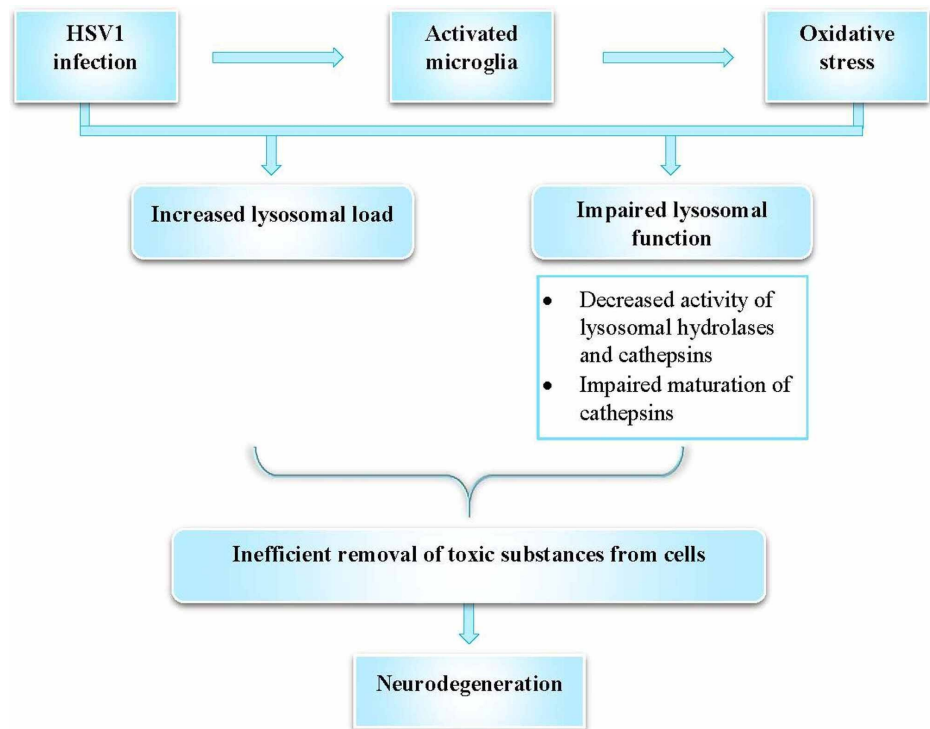 HSV1
infection
Activated
microglia
Oxidative
stress
Increased lysosomal load
Impaired lysosomal
function
• Decreased activity of
lysosomal hydrolases
and cathepsins
• Impaired maturation of
cathepsins
Inefficient removal of toxic substances from cells
Neurodegeneration